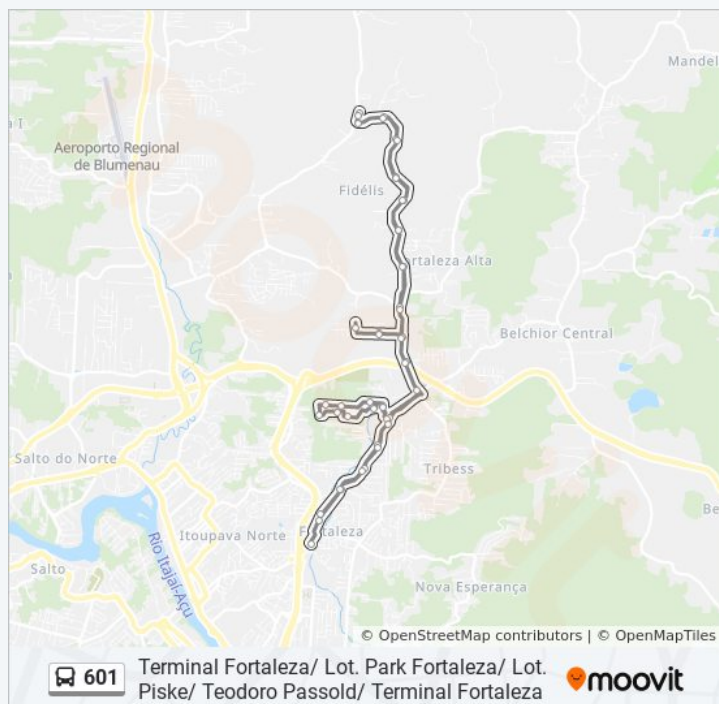 Mandel
a I
Aeroporto Regional
de Blumenau
Fidélis
ortaleza Alta
Belchior Central
Salto do Norte
Tribess
Be
Itoupava Norte
Fortaleza
Salto
Rio Itajaí-Açu
Nova Esperança
© OpenStreetMap contributors | © OpenMapTiles
601
Terminal Fortaleza/ Lot. Park Fortaleza/ Lot.
Piske/ Teodoro Passold/ Terminal Fortaleza
moovit